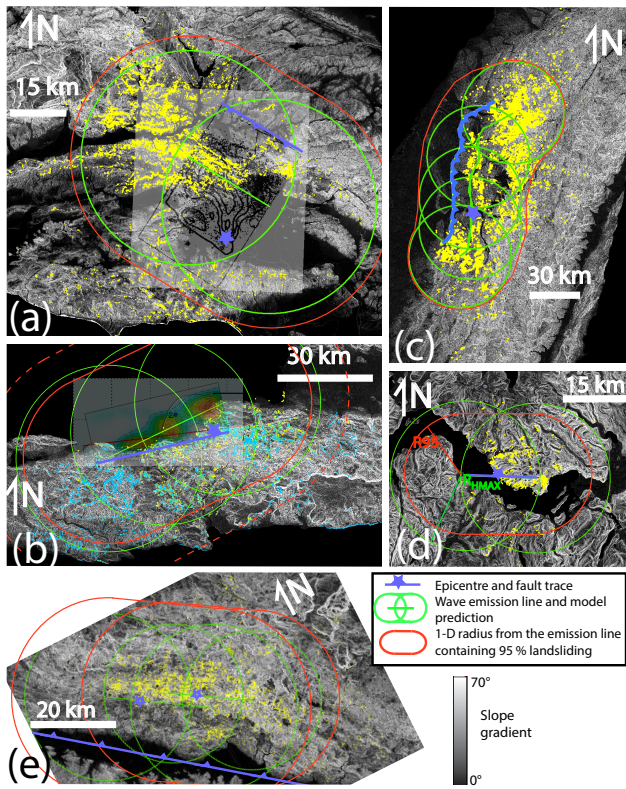 N
15 km
(a)
N
30 km
(c)
30 km
N
(b)
N
15 km
R95
R
HMAX
(d)
N
20 km
(e)
Epicentre and fault trace
Wave emission line and model
prediction
1-D radius from the emission line
containing 95 % landsliding
70°
Slope
gradient
0°